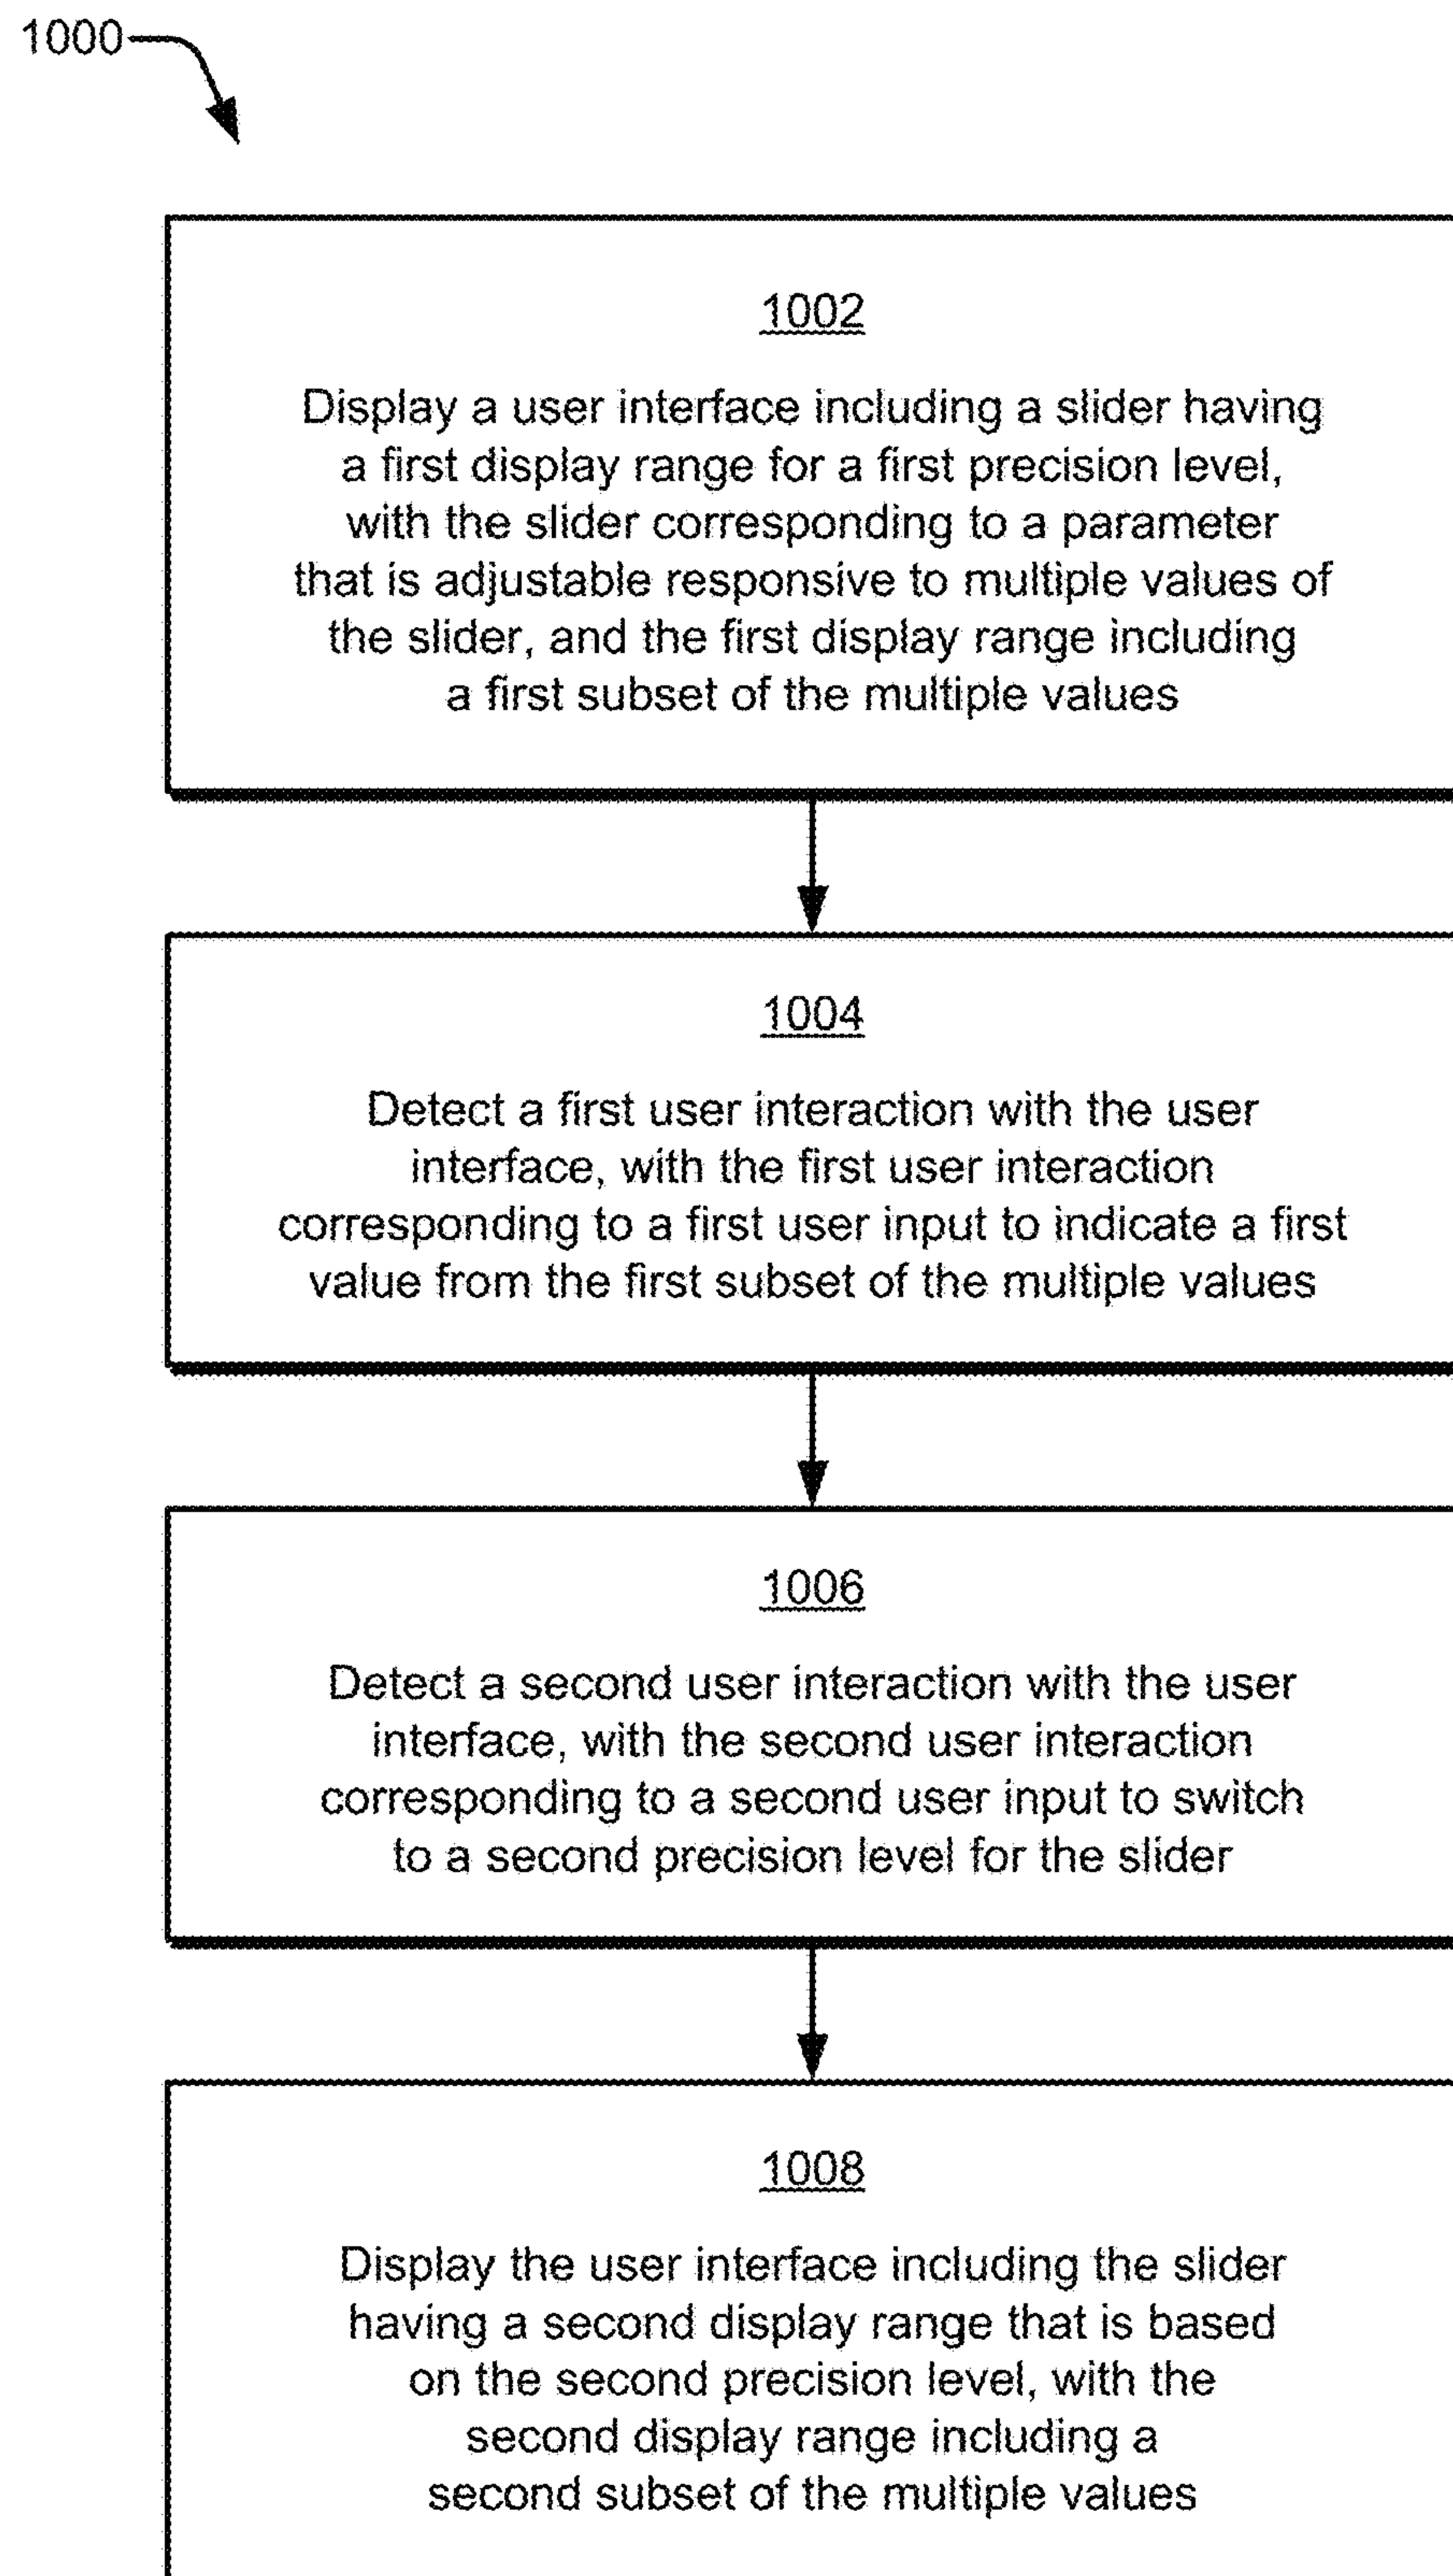 1000
1002
Display a user interface including a slider having
a first display range for a first precision level,
with the slider corresponding to a parameter
that is adjustable responsive to multiple values of
the slider, and the first display range including
a first subset of the multiple values
1004
Detect a first user interaction with the user
interface, with the first user interaction
corresponding to a first user input to indicate a first
value from the first subset of the multiple values
1006
Detect a second user interaction with the user
interface, with the second user interaction
corresponding to a second user input to switch
to a second precision level for the slider
1008
Display the user interface including the slider
having a second display range that is based
on the second precision level, with the
second display range including a
second subset of the multiple values